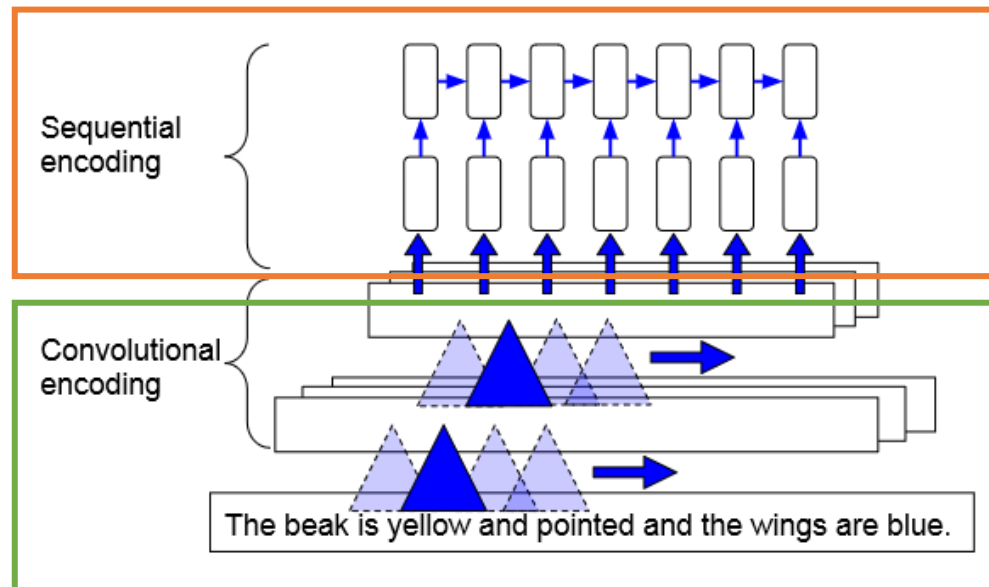 Sequential
encoding
Convolutional
encoding
The beak is yellow and pointed and the wings are blue.